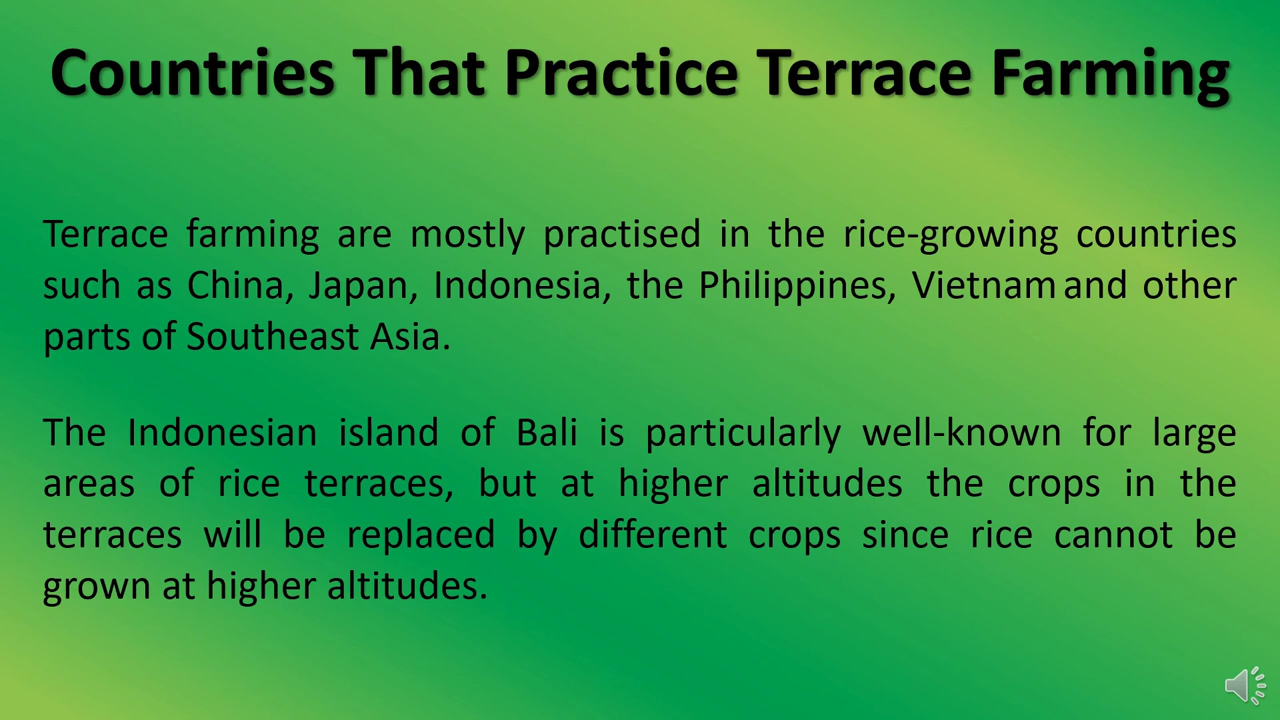 Countries That Practice Terrace Farming
Terrace farming are mostly practised in the rice-growing countries
such as China, Japan, Indonesia, the Philippines, Vietnam and other
parts of Southeast Asia.
The Indonesian island of Bali is particularly well-known for large
areas of rice terraces, but at higher altitudes the crops in the
terraces will be replaced by different crops since rice cannot be
grown at higher altitudes.